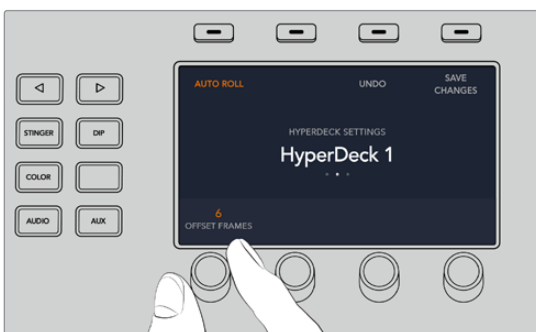 AUTO ROLL
UNDO
SAVE
CHANGES
STINGER
DIP
HYPERDECK SETTINGS
HyperDeck 1
COLOR
AUDIO
AUX
6
OFFSET FRAMES